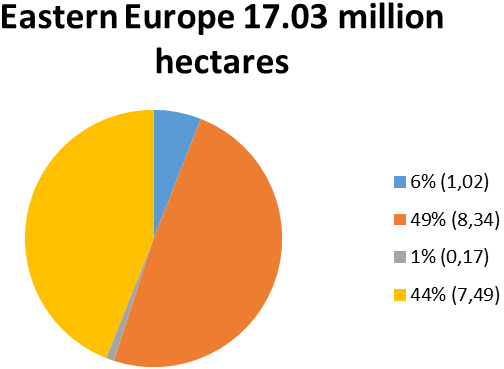 Eastern Europe 17.03 million
hectares
6% (1,02)
49% (8,34)
1% (0,17)
44% (7,49)